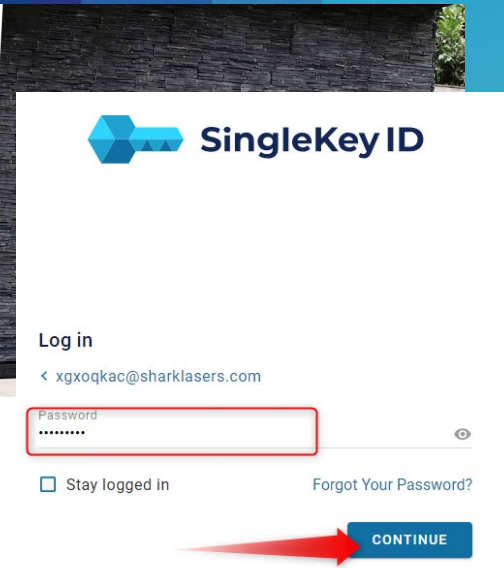 SingleKey ID
Log in
< xgxoqkac@sharklasers.com
Password
•••••••••
Stay logged in
Forgot Your Password?
CONTINUE